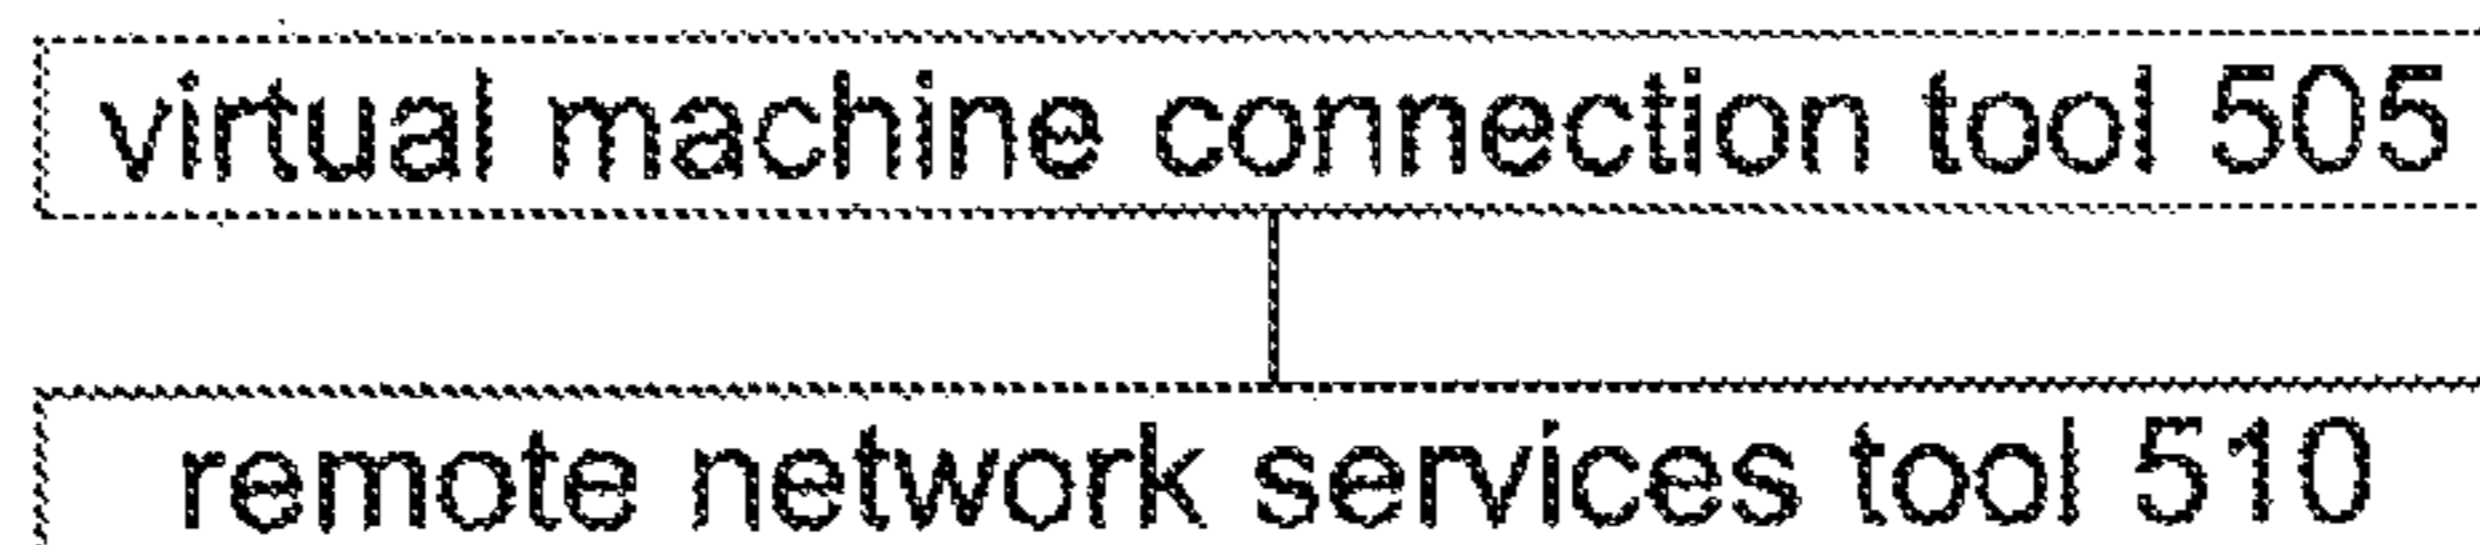 virtual machine connection tool 505
remote network services tool 510